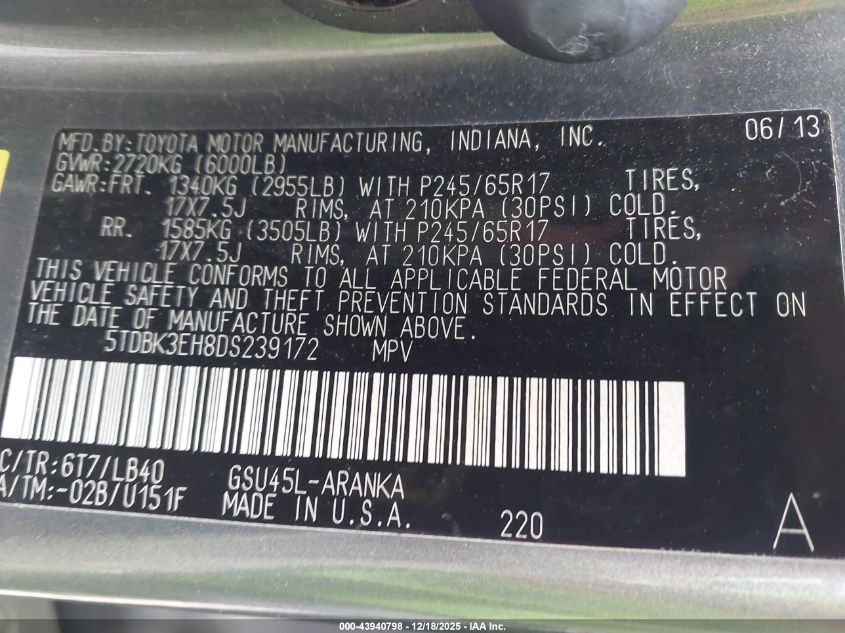 MFD.BY:TOYOTA MOTOR MANUFACTURING, INDIANA, INC. 06/13
GVWR:2720KG (6000LB)
GAWR:FRT. 1340KG (2955LB) WITH P245/65R17 TIRES,
17X7.5J RIMS, AT 210KPA (30PSI) COLD.
RR. 1585KG (3505LB) WITH P245/65R17 TIRES,
17X7.5J RIMS, AT 210KPA (30PSI) COLD.
THIS VEHICLE CONFORMS TO ALL APPLICABLE FEDERAL MOTOR
VEHICLE SAFETY AND THEFT PREVENTION STANDARDS IN EFFECT ON
THE DATE OF MANUFACTURE SHOWN ABOVE.
5TDBK3EH8DS239172 MPV
C/TR:6T7/LB40 GSU45L-ARANKA
A/TM:-02B/U151F MADE IN U.S.A. 220 A
000-43940798 - 12/18/2025 - IAA Inc.